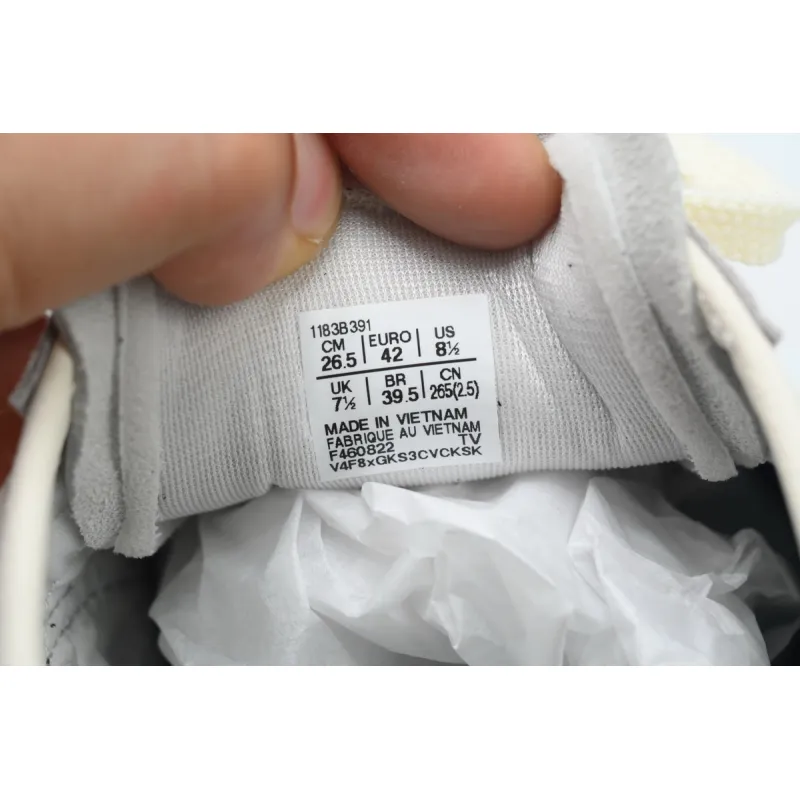 1183B391
CM EURO US
26.5 42 8½
UK BR CN
7½ 39.5 265(2.5)
MADE IN VIETNAM
FABRIQUE AU VIETNAM
F460822 TV
V4F8xGKS3CVCKSK